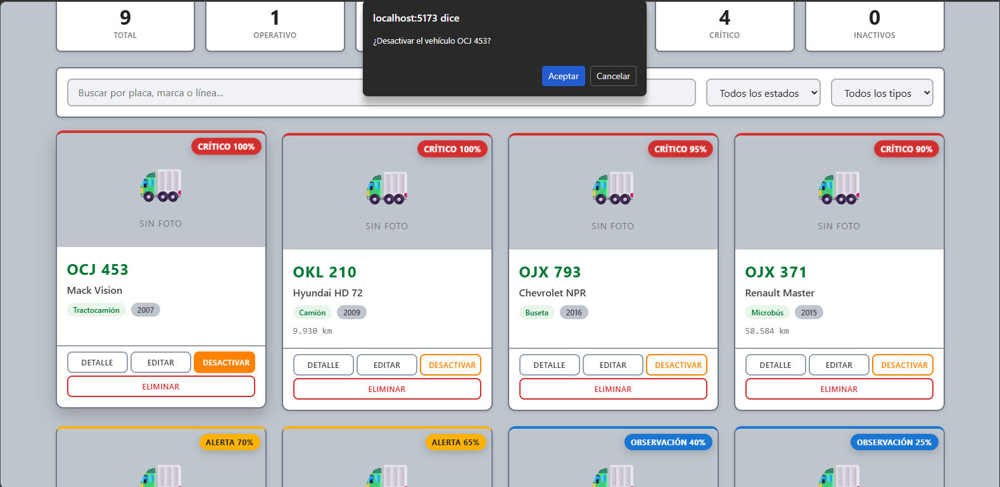 localhost:5173 dice
¿Desactivar el vehículo OCJ 453?
Aceptar Cancelar
9 1 4 0
TOTAL OPERATIVO CRÍTICO INACTIVOS
Buscar por placa, marca o línea... Todos los estados Todos los tipos
CRÍTICO 100%
SIN FOTO
OCJ 453
Mack Vision
Tractocamión 2007
DETALLE EDITAR DESACTIVAR
ELIMINAR
CRÍTICO 100%
SIN FOTO
OKL 210
Hyundai HD 72
Camión 2009
9.930 km
DETALLE EDITAR DESACTIVAR
ELIMINAR
CRÍTICO 95%
SIN FOTO
OJX 793
Chevrolet NPR
Buseta 2016
DETALLE EDITAR DESACTIVAR
ELIMINAR
CRÍTICO 90%
SIN FOTO
OJX 371
Renault Master
Microbús 2015
58.584 km
DETALLE EDITAR DESACTIVAR
ELIMINAR
ALERTA 70%
ALERTA 65%
OBSERVACIÓN 40%
OBSERVACIÓN 25%